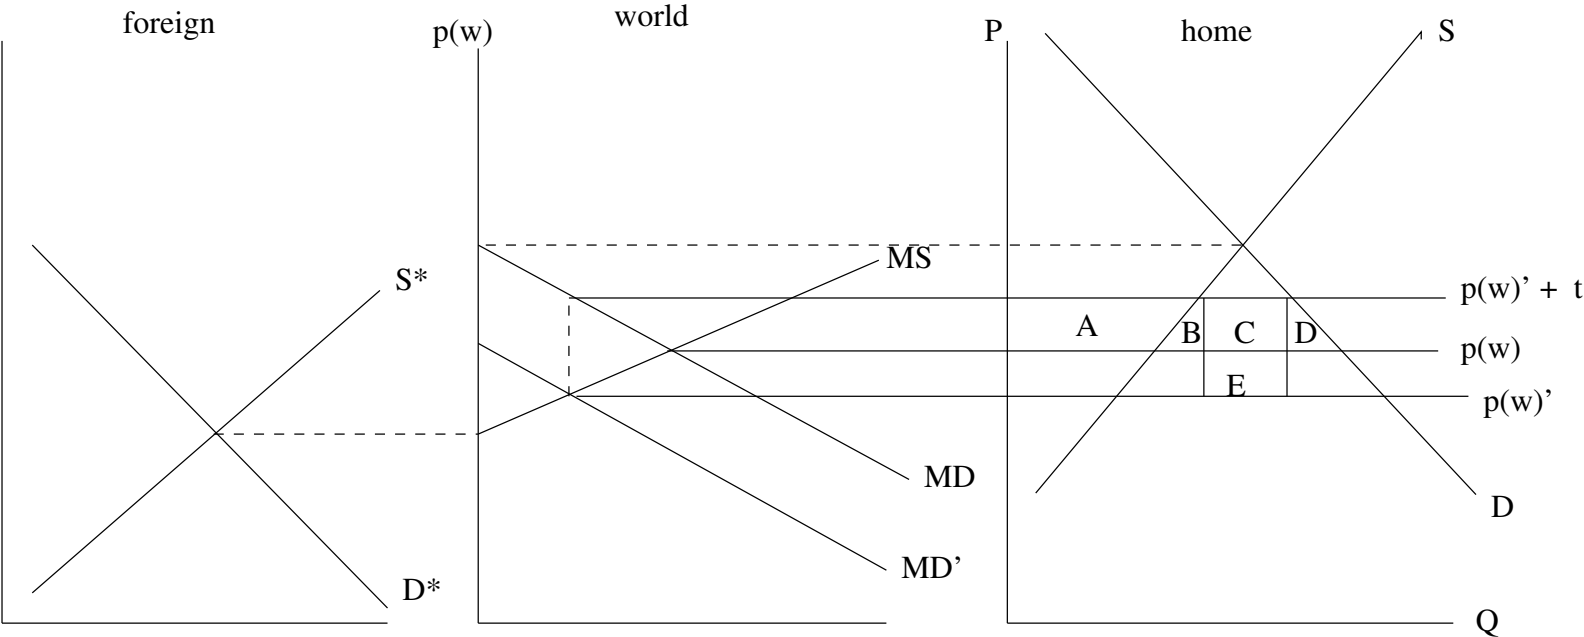 foreign
world
home
p(w)
P
S
S*
MS
p(w)' + t
A
B
C
D
p(w)
E
p(w)'
MD
D
MD'
D*
Q